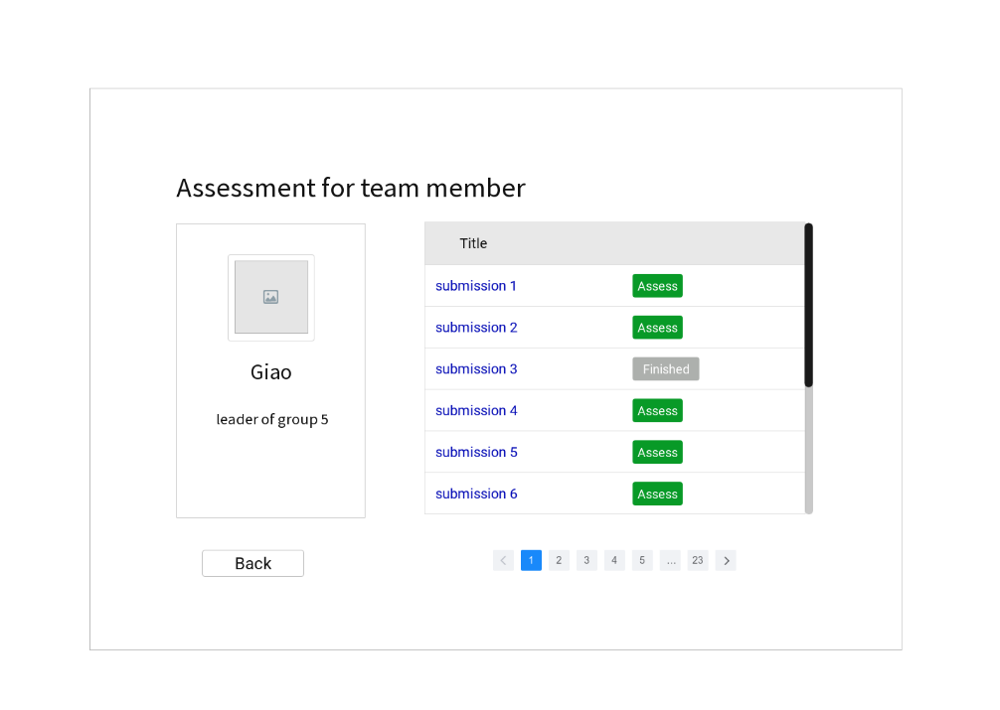 Assessment for team member
Giao
leader of group 5
Title
submission 1 Assess
submission 2 Assess
submission 3 Finished
submission 4 Assess
submission 5 Assess
submission 6 Assess
Back
1 2 3 4 5 ... 23